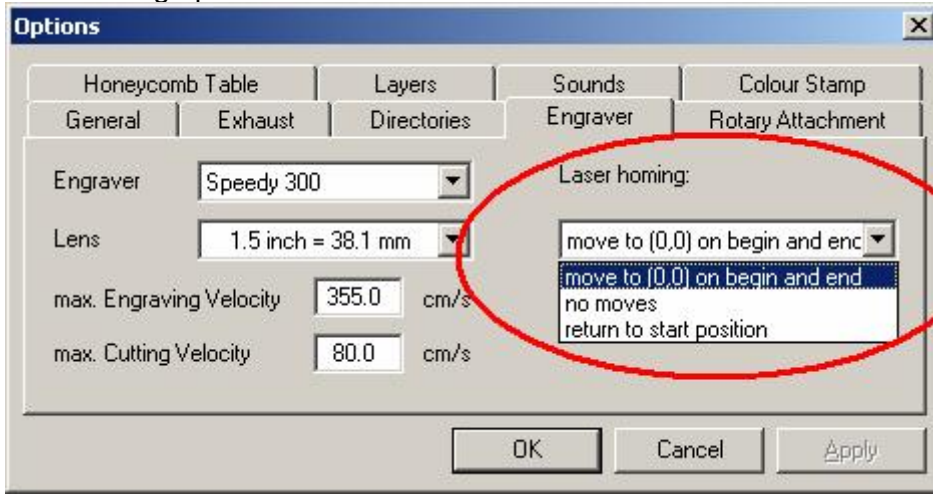 Options
Honeycomb Table Layers Sounds Colour Stamp
General Exhaust Directories Engraver Rotary Attachment
Engraver Speedy 300 Laser homing:
Lens 1.5 inch = 38.1 mm move to (0,0) on begin and enc
move to (0,0) on begin and end
max. Engraving Velocity 355.0 cm/s no moves
return to start position
max. Cutting Velocity 80.0 cm/s
OK Cancel Apply